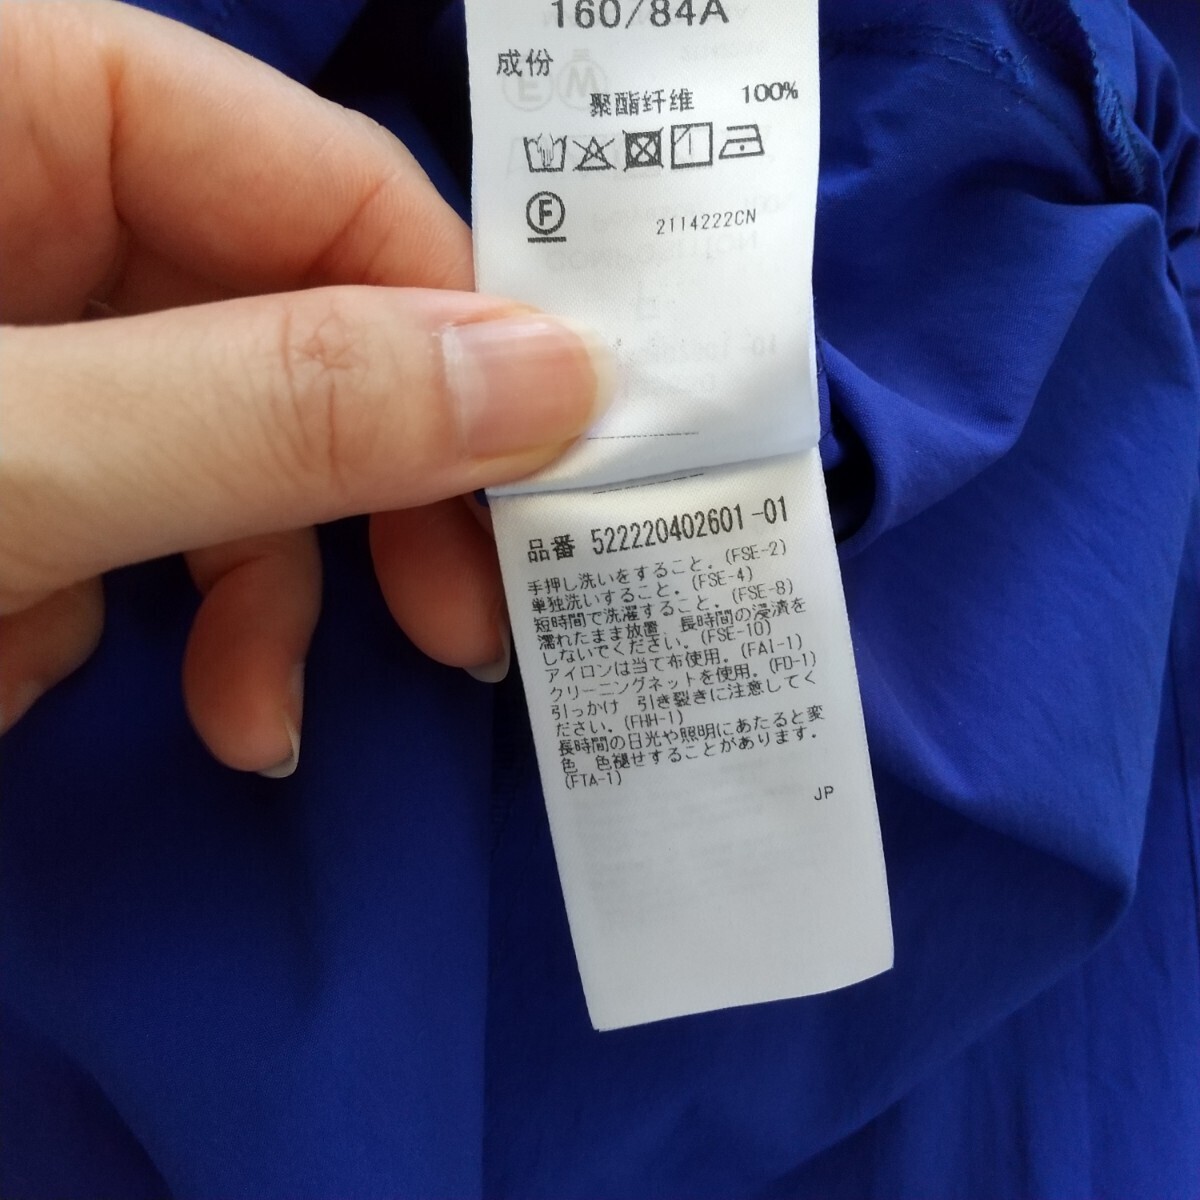 160/84A
成份
聚酯纤维 100%
F
2114222CN
品番 522220402601-01
手押し洗いをすること。(FSE-2)
単独洗いすること。(FSE-4)
短時間で洗濯すること。(FSE-8)
濡れたまま放置 長時間の浸漬を
しないでください。(FSE-10)
アイロンは当て布使用。(FAI-1)
クリーニングネットを使用。(FD-1)
引っかけ 引き裂きに注意してく
ださい。(FHH-1)
長時間の日光や照明にあたると変
色 色褪せすることがあります。
(FTA-1)
JP